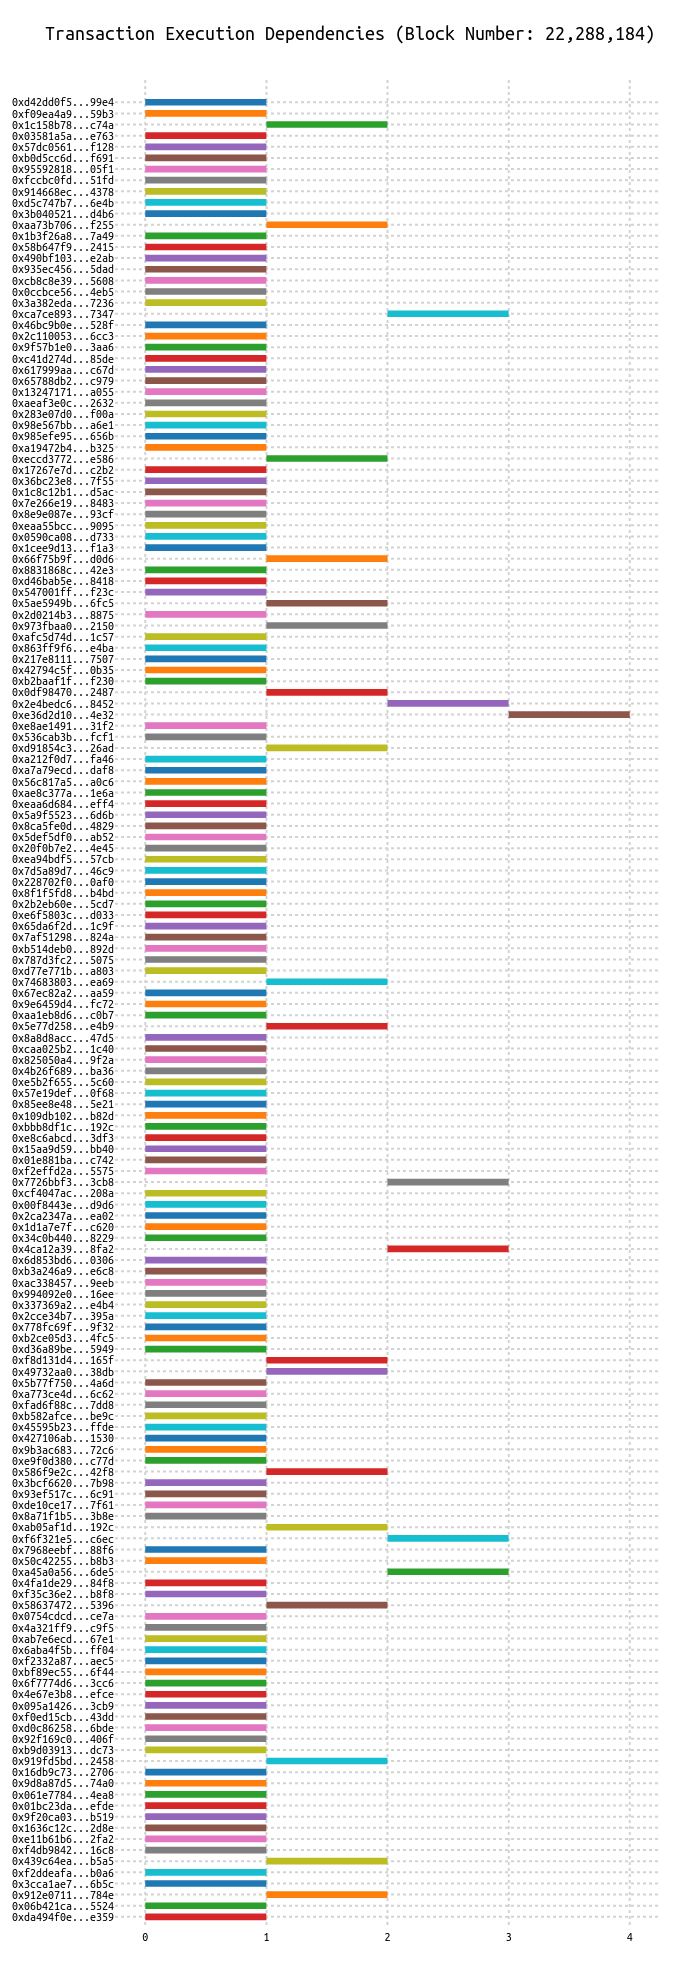 Transaction Execution Dependencies (Block Number: 22,288,184)
0xd42dd0f5...99e4
0xf09ea4a9...59b3
0x1c158b78...c74a
0x03581a5a...e763
0x57dc0561...f128
0xb0d5cc6d...f691
0x95592818...05f1
0xfccbc0fd...51fd
0x914668ec...4378
0xd5c747b7...6e4b
0x3b040521...d4b6
0xaa73b706...f255
0x1b3f26a8...7a49
0x58b647f9...2415
0x490bf103...e2ab
0x935ec456...5dad
0xcb8c8e39...5608
0x0ccbce56...4eb5
0x3a382eda...7236
0xca7ce893...7347
0x46bc9b0e...528f
0x2c110053...6cc3
0x9f57b1e0...3aa6
0xc41d274d...85de
0x617999aa...c67d
0x65788db2...c979
0x13247171...a055
0xaeaf3e0c...2632
0x283e07d0...f00a
0x98e567bb...a6e1
0x985efe95...656b
0xa19472b4...b325
0xeccd3772...e586
0x17267e7d...c2b2
0x36bc23e8...7f55
0x1c8c12b1...d5ac
0x7e266e19...8483
0x8e9e087e...93cf
0xeaa55bcc...9095
0x0590ca08...d733
0x1cee9d13...f1a3
0x66f75b9f...d0d6
0x8831868c...42e3
0xd46bab5e...8418
0x547001ff...f23c
0x5ae5949b...6fc5
0x2d0214b3...8875
0x973fbaa0...2150
0xafc5d74d...1c57
0x863ff9f6...e4ba
0x217e8111...7507
0x42794c5f...0b35
0xb2baaf1f...f230
0x0df98470...2487
0x2e4bedc6...8452
0xe36d2d10...4e32
0xe8ae1491...31f2
0x536cab3b...fcf1
0xd91854c3...26ad
0xa212f0d7...fa46
0xa7a79ecd...daf8
0x56c817a5...a0c6
0xae8c377a...1e6a
0xeaa6d684...eff4
0x5a9f5523...6d6b
0x8ca5fe0d...4829
0x5def5df0...ab52
0x20f0b7e2...4e45
0xea94bdf5...57cb
0x7d5a89d7...46c9
0x228702f0...0af0
0x8f1f5fd8...b4bd
0x2b2eb60e...5cd7
0xe6f5803c...d033
0x65da6f2d...1c9f
0x7af51298...824a
0xb514deb0...892d
0x787d3fc2...5075
0xd77e771b...a803
0x74683803...ea69
0x67ec82a2...aa59
0x9e6459d4...fc72
0xaa1eb8d6...c0b7
0x5e77d258...e4b9
0x8a8d8acc...47d5
0xcaa025b2...1c40
0x825050a4...9f2a
0x4b26f689...ba36
0xe5b2f655...5c60
0x57e19def...0f68
0x85ee8e48...5e21
0x109db102...b82d
0xbbb8df1c...192c
0xe8c6abcd...3df3
0x15aa9d59...bb40
0x01e881ba...c742
0xf2effd2a...5575
0x7726bbf3...3cb8
0xcf4047ac...208a
0x00f8443e...d9d6
0x2ca2347a...ea02
0x1d1a7e7f...c620
0x34c0b440...8229
0x4ca12a39...8fa2
0x6d853bd6...0306
0xb3a246a9...e6c8
0xac338457...9eeb
0x994092e0...16ee
0x337369a2...e4b4
0x2cce34b7...395a
0x778fc69f...9f32
0xb2ce05d3...4fc5
0xd36a89be...5949
0xf8d131d4...165f
0x49732aa0...38db
0x5b77f750...4a6d
0xa773ce4d...6c62
0xfad6f88c...7dd8
0xb582afce...be9c
0x45595b23...ffde
0x427106ab...1530
0x9b3ac683...72c6
0xe9f0d380...c77d
0x586f9e2c...42f8
0x3bcf6620...7b98
0x93ef517c...6c91
0xde10ce17...7f61
0x8a71f1b5...3b8e
0xab05af1d...192c
0xf6f321e5...c6ec
0x7968eebf...88f6
0x50c42255...b8b3
0xa45a0a56...6de5
0x4fa1de29...84f8
0xf35c36e2...b8f8
0x58637472...5396
0x0754cdcd...ce7a
0x4a321ff9...c9f5
0xab7e6ecd...67e1
0x6aba4f5b...ff04
0xf2332a87...aec5
0xbf89ec55...6f44
0x6f7774d6...3cc6
0x4e67e3b8...efce
0x095a1426...3cb9
0xf0ed15cb...43dd
0xd0c86258...6bde
0x92f169c0...406f
0xb9d03913...dc73
0x919fd5bd...2458
0x16db9c73...2706
0x9d8a87d5...74a0
0x061e7784...4ea8
0x01bc23da...efde
0x9f20ca03...b519
0x1636c12c...2d8e
0xe11b61b6...2fa2
0xf4db9842...16c8
0x439c64ea...b5a5
0xf2ddeafa...b0a6
0x3cca1ae7...6b5c
0x912e0711...784e
0x06b421ca...5524
0xda494f0e...e359
0 1 2 3 4